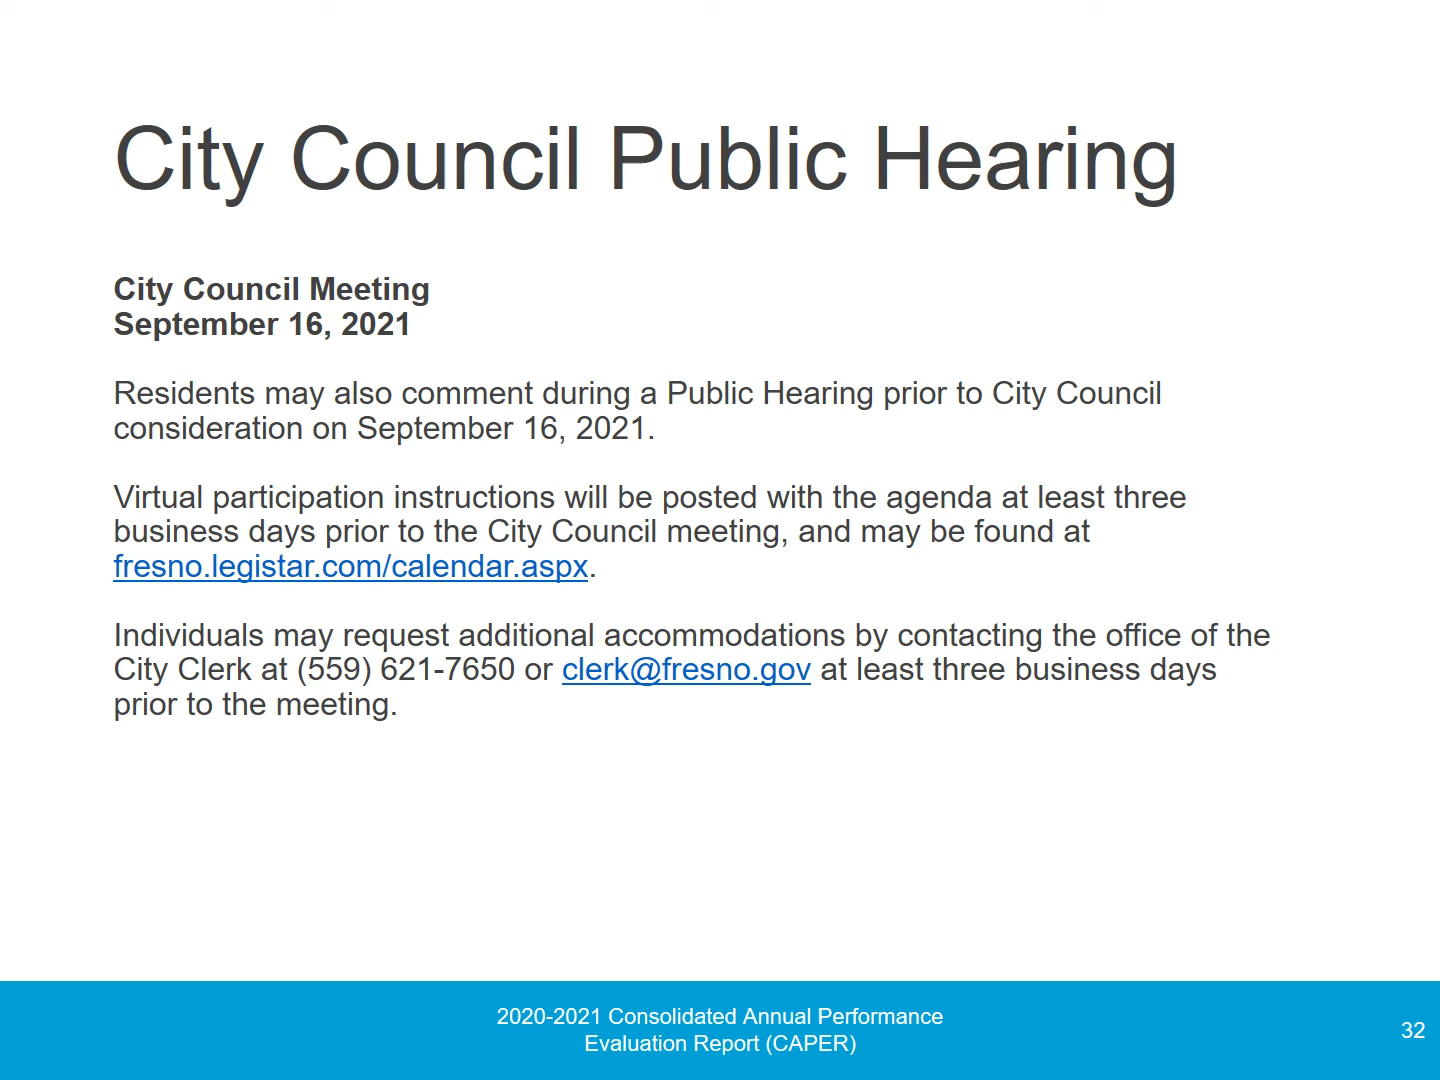 City Council Public Hearing
City Council Meeting
September 16, 2021
Residents may also comment during a Public Hearing prior to City Council
consideration on September 16, 2021.
Virtual participation instructions will be posted with the agenda at least three
business days prior to the City Council meeting, and may be found at
fresno.legistar.com/calendar.aspx.
Individuals may request additional accommodations by contacting the office of the
City Clerk at (559) 621-7650 or clerk@fresno.gov at least three business days
prior to the meeting.
2020-2021 Consolidated Annual Performance
Evaluation Report (CAPER)
32